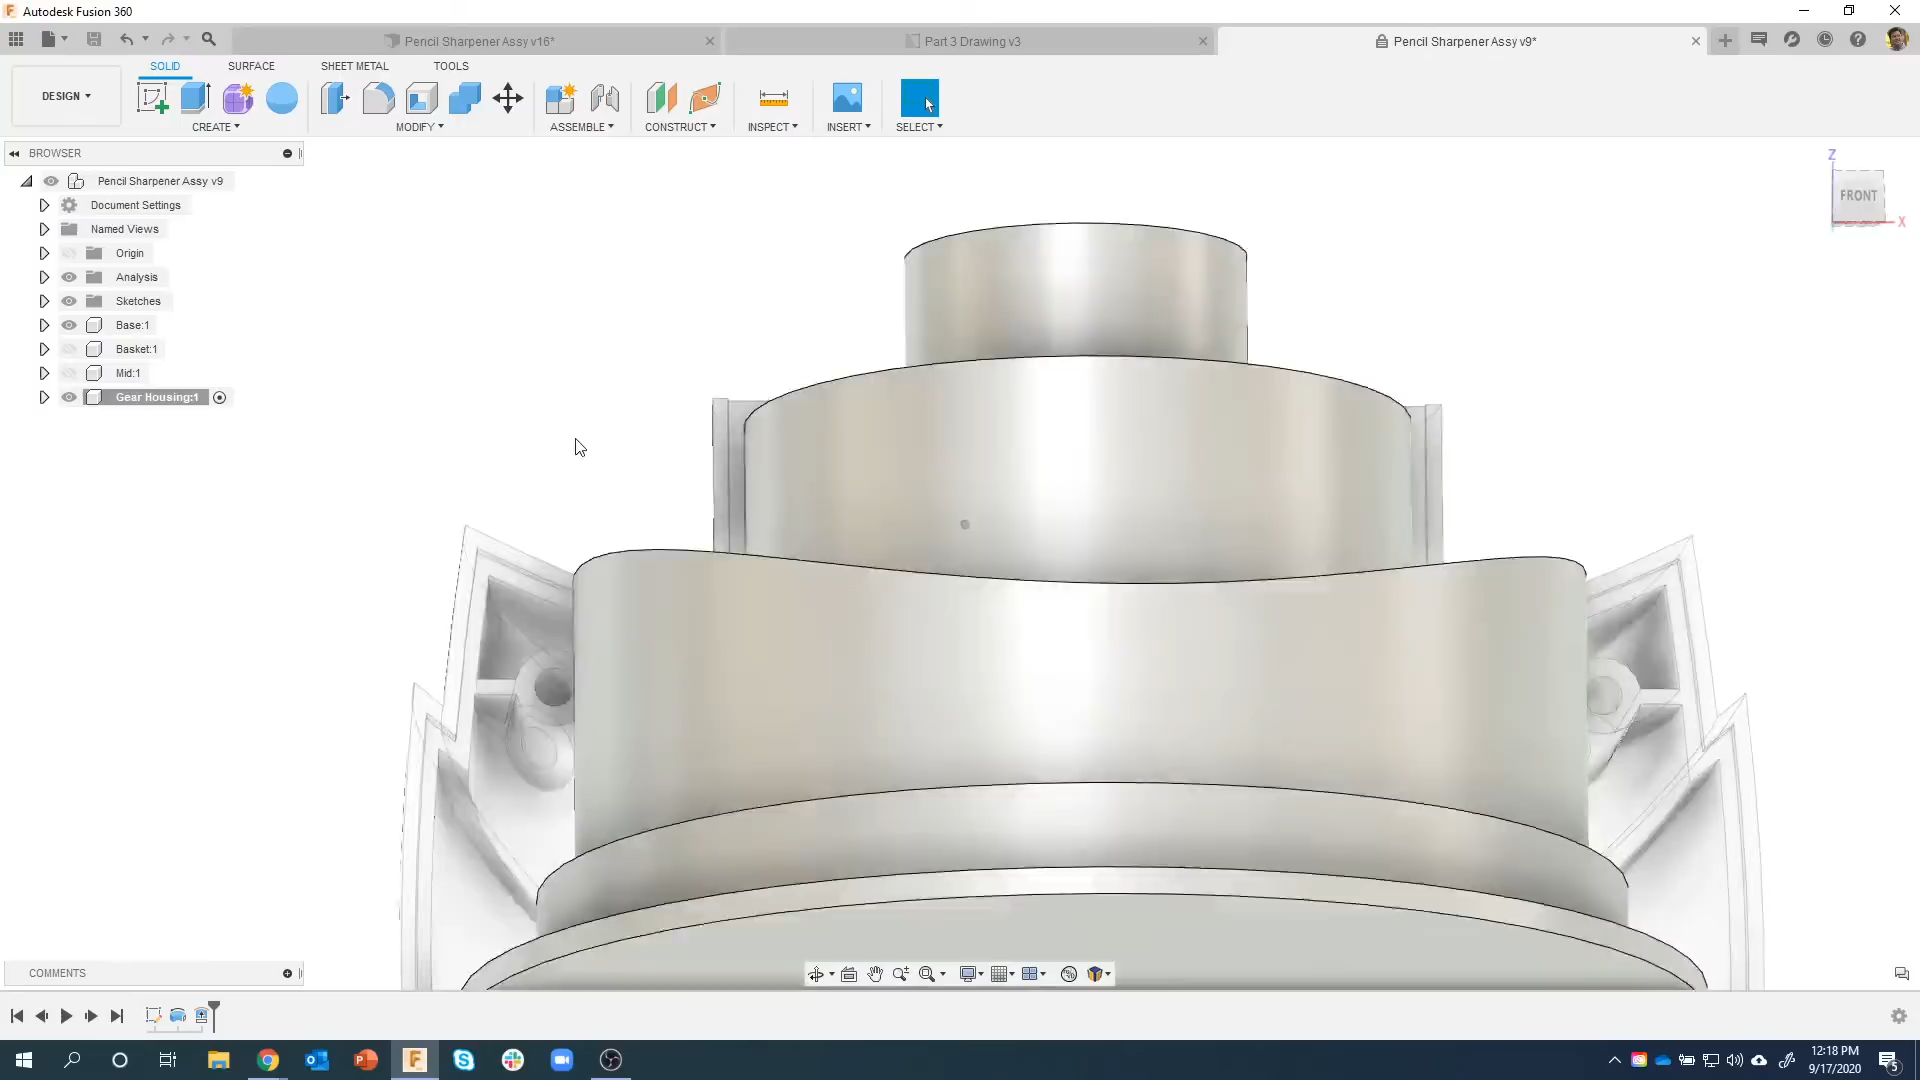 Autodesk Fusion 360
Pencil Sharpener Assy v16*
Part 3 Drawing v3
Pencil Sharpener Assy v9*
DESIGN
SOLID
SURFACE
SHEET METAL
TOOLS
CREATE
MODIFY
ASSEMBLE
CONSTRUCT
INSPECT
INSERT
SELECT
BROWSER
Pencil Sharpener Assy v9
Document Settings
Named Views
Origin
Analysis
Sketches
Base:1
Basket:1
Mid:1
Gear Housing:1
Z
FRONT
X
COMMENTS
12:18 PM
9/17/2020
5